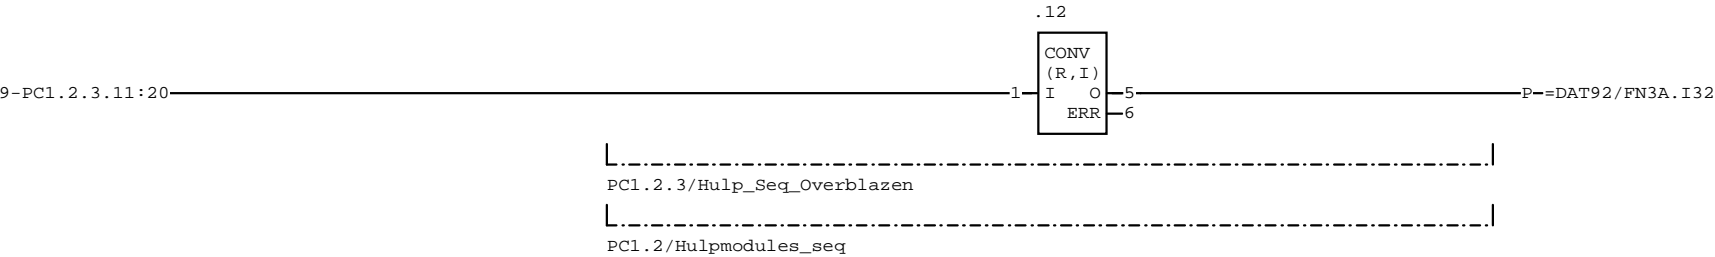 .12
CONV
(R,I)
9-PC1.2.3.11:20 1 I O 5 P-=DAT92/FN3A.I32
ERR 6
PC1.2.3/Hulp_Seq_Overblazen
PC1.2/Hulpmodules_seq